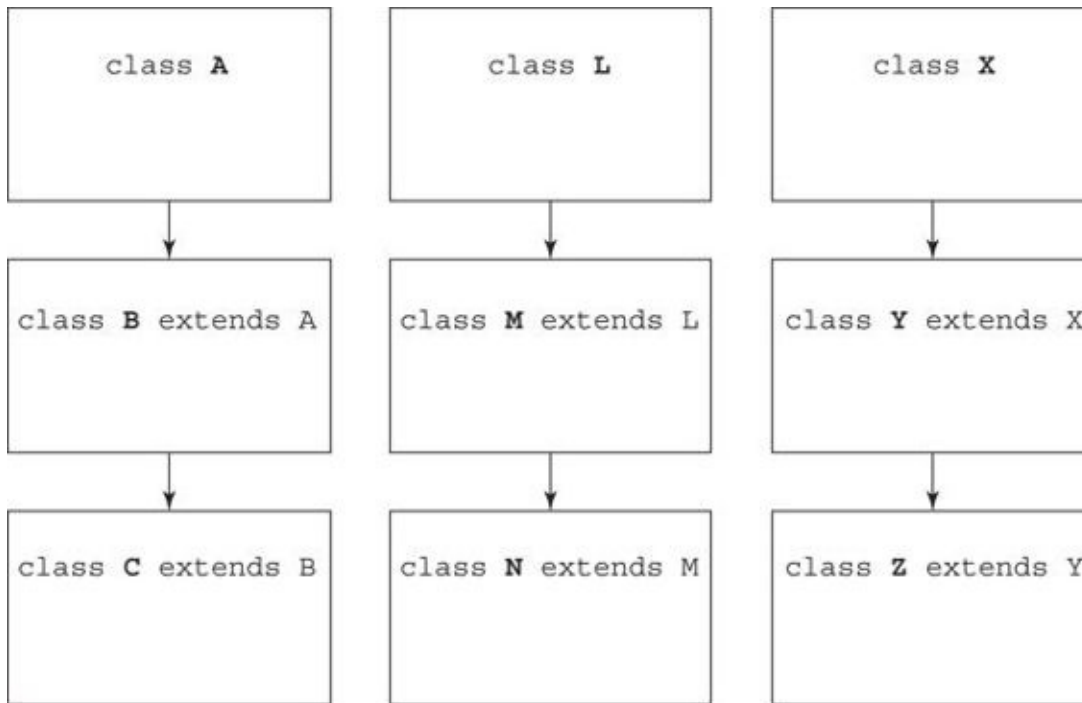 class A
class L
class X
class B extends A
class M extends L
class Y extends X
class C extends B
class N extends M
class Z extends Y